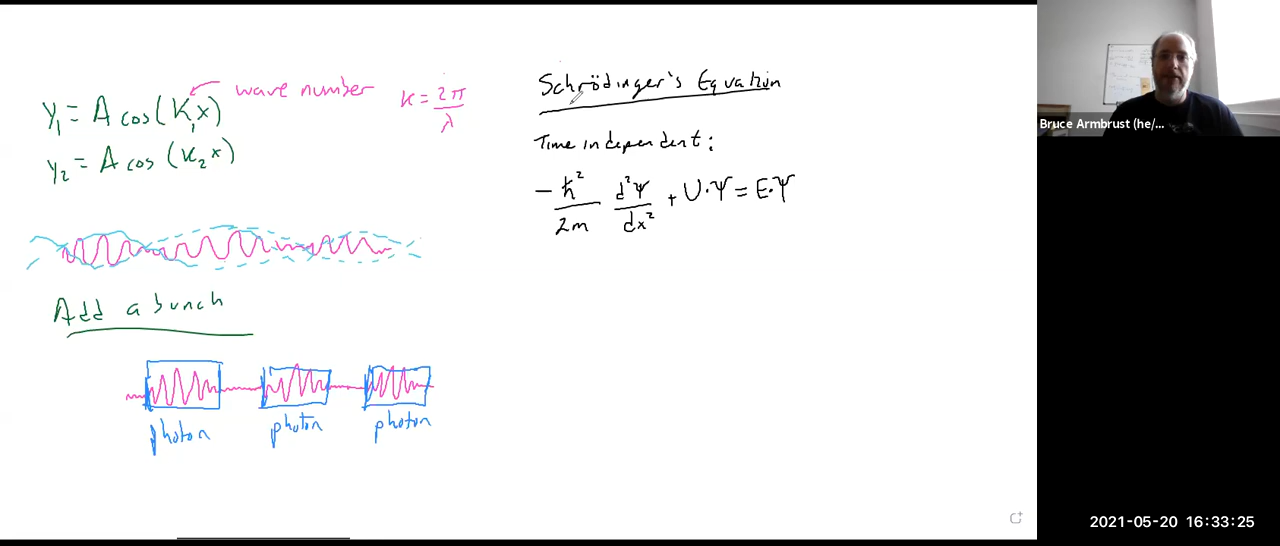 y₁ = A cos(K₁x)
wave number
K = 2π/λ
y₂ = A cos(K₂x)
Add a bunch
photon photon photon
Schrödinger's Equation
Time independent:
-ħ²/2m d²Ψ/dx² + U·Ψ = E·Ψ
Bruce Armbrust (he/...
2021-05-20 16:33:25